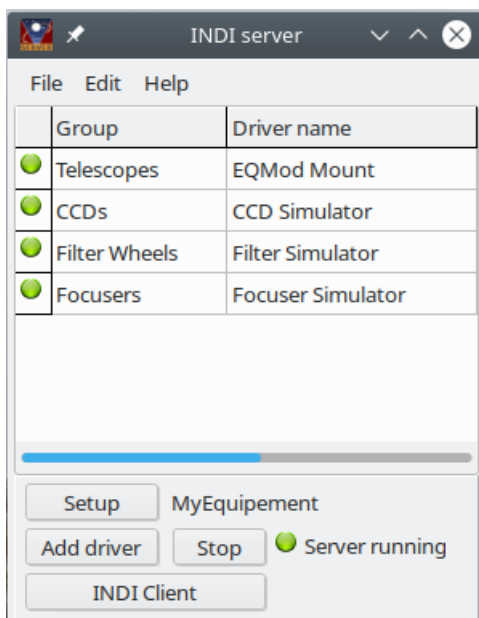 INDI server
File Edit Help
Group Driver name
Telescopes EQMod Mount
CCDs CCD Simulator
Filter Wheels Filter Simulator
Focusers Focuser Simulator
Setup MyEquipement
Add driver Stop Server running
INDI Client